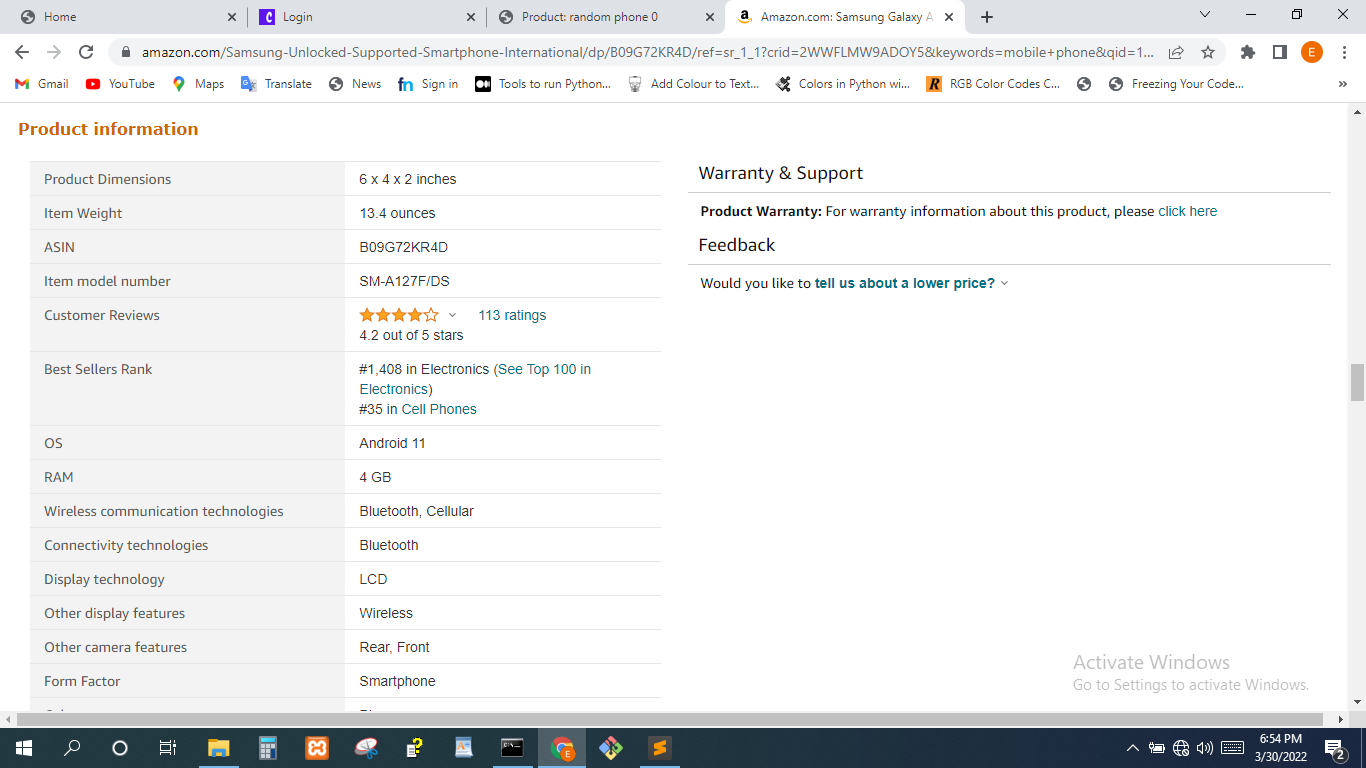 Home
Login
Product: random phone 0
Amazon.com: Samsung Galaxy A
amazon.com/Samsung-Unlocked-Supported-Smartphone-International/dp/B09G72KR4D/ref=sr_1_1?crid=2WWFLMW9ADOY5&keywords=mobile+phone&qid=1...
E
Gmail
YouTube
Maps
Translate
News
Sign in
Tools to run Python...
Add Colour to Text...
Colors in Python wi...
RGB Color Codes C...
Freezing Your Code...
»
Product information
Product Dimensions 6 x 4 x 2 inches
Item Weight 13.4 ounces
ASIN B09G72KR4D
Item model number SM-A127F/DS
Customer Reviews 113 ratings
4.2 out of 5 stars
Best Sellers Rank #1,408 in Electronics (See Top 100 in
Electronics)
#35 in Cell Phones
OS Android 11
RAM 4 GB
Wireless communication technologies Bluetooth, Cellular
Connectivity technologies Bluetooth
Display technology LCD
Other display features Wireless
Other camera features Rear, Front
Form Factor Smartphone
Warranty & Support
Product Warranty: For warranty information about this product, please click here
Feedback
Would you like to tell us about a lower price?
Activate Windows
Go to Settings to activate Windows.
6:54 PM
3/30/2022
2